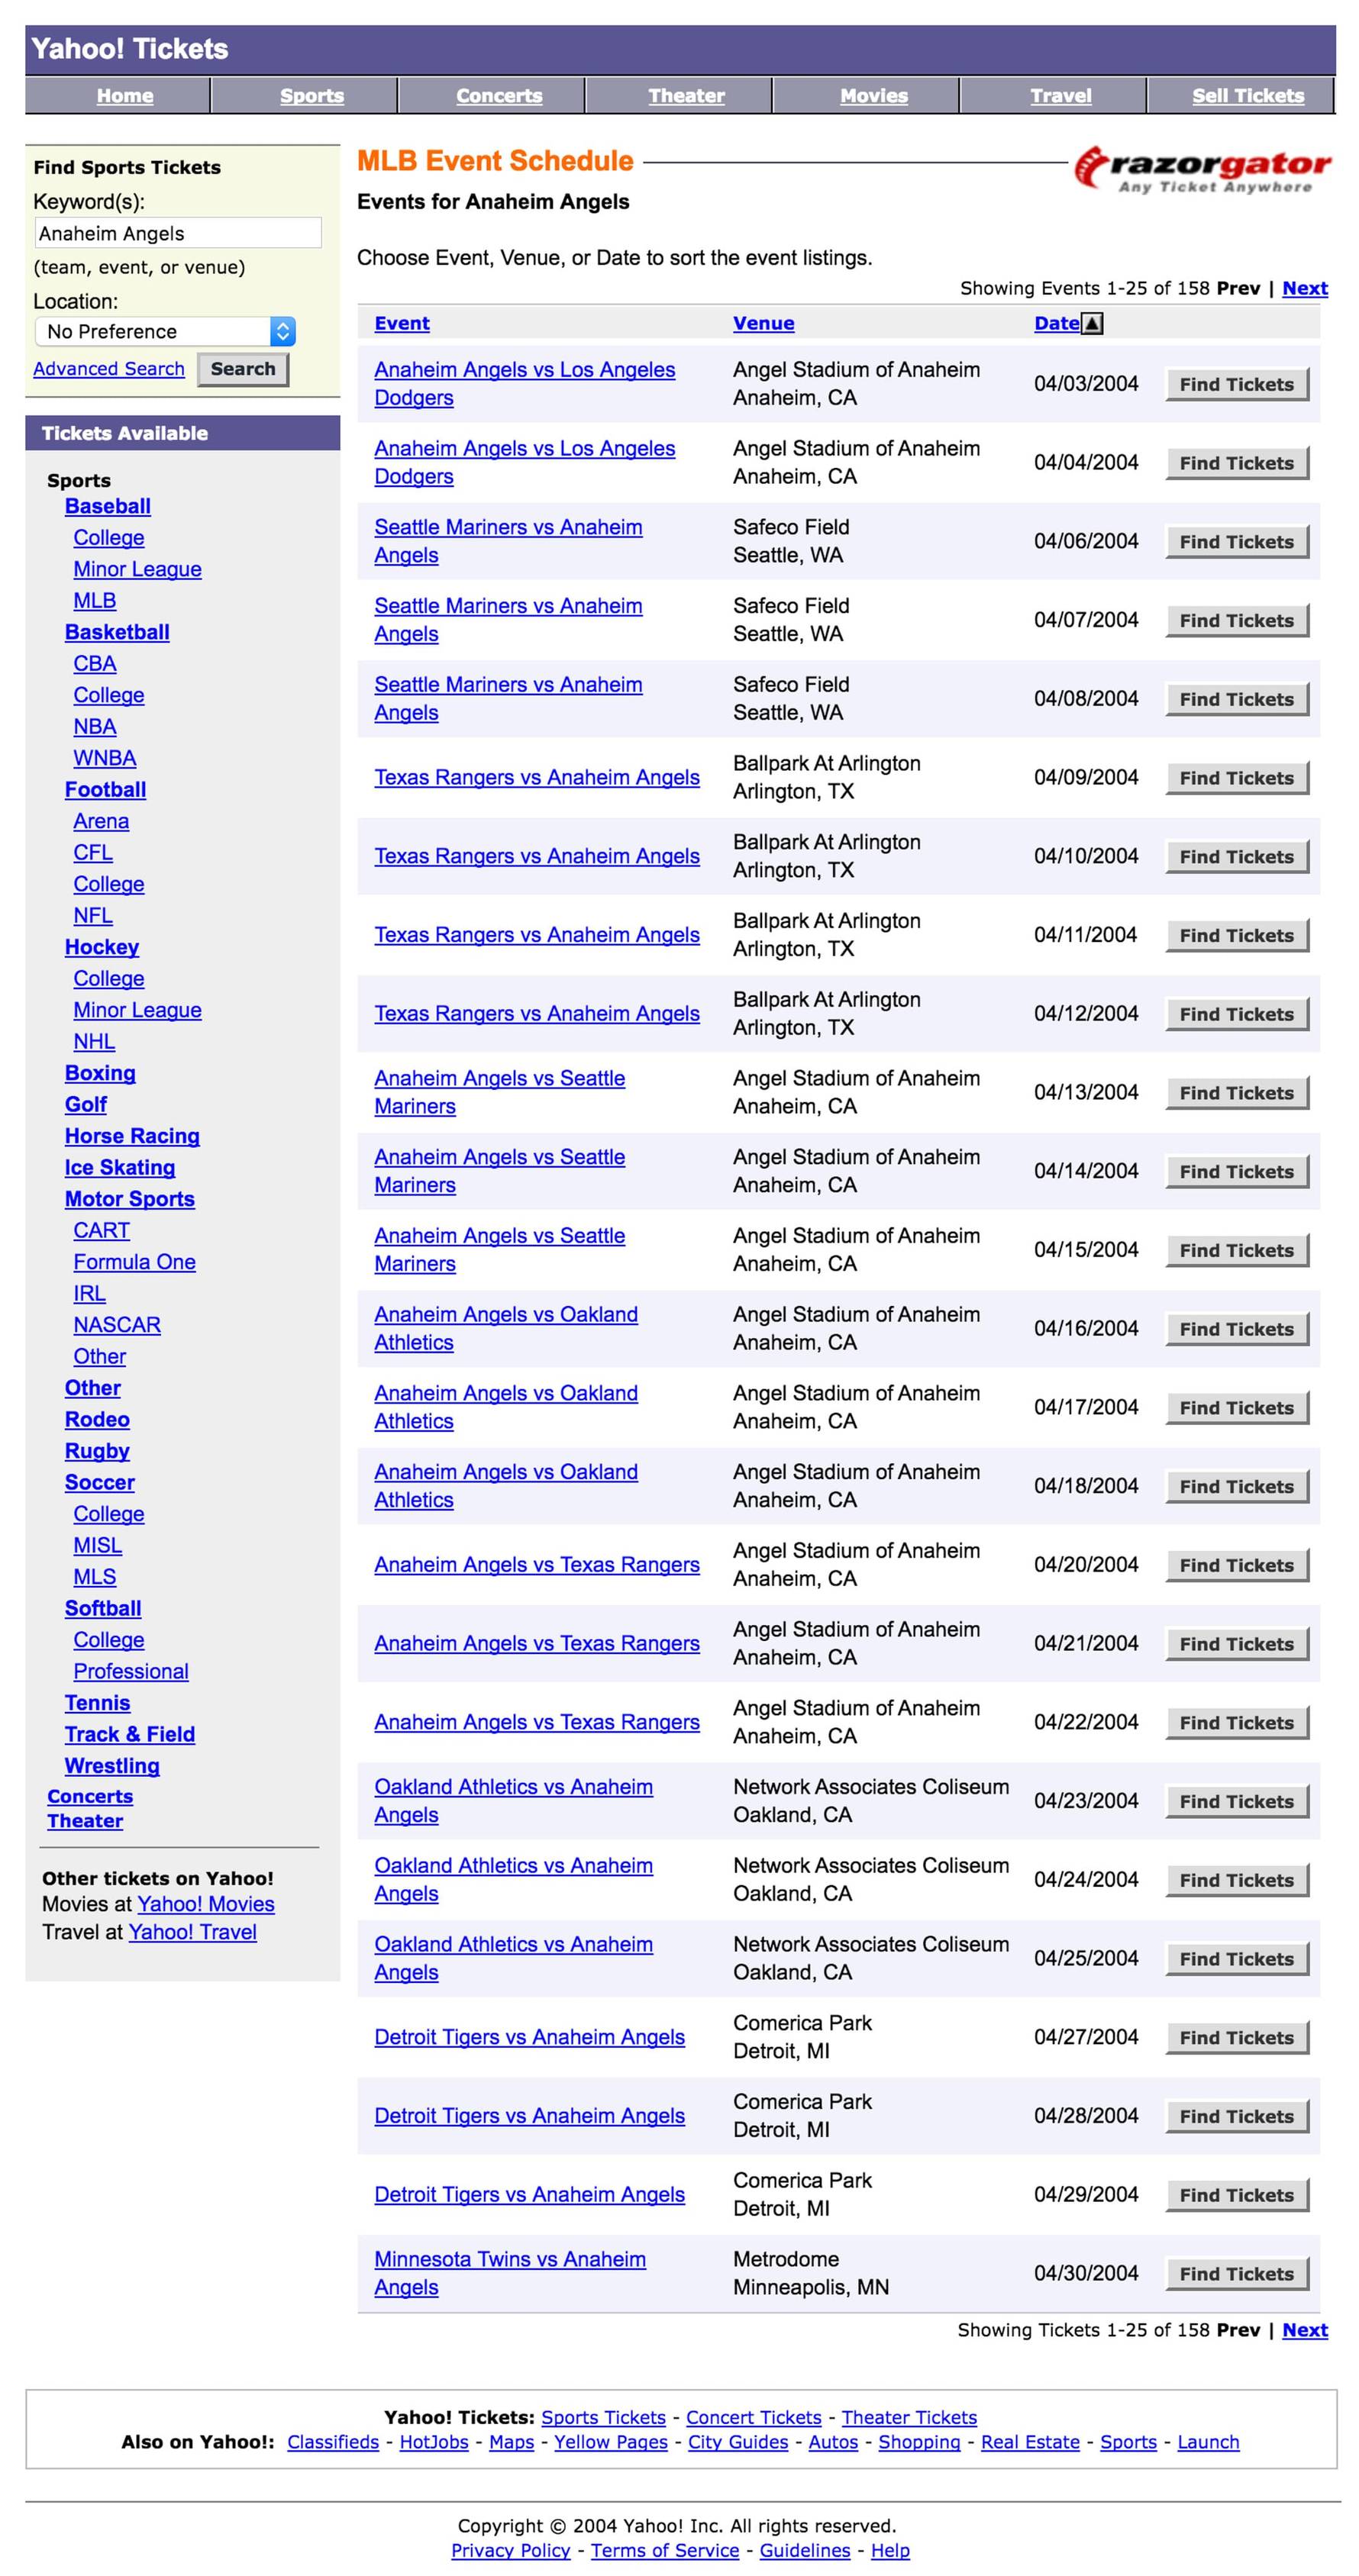 Yahoo! Tickets
Home Sports Concerts Theater Movies Travel Sell Tickets
Find Sports Tickets
Keyword(s):
Anaheim Angels
(team, event, or venue)
Location:
No Preference
Advanced Search Search
Tickets Available
Sports
Baseball
College
Minor League
MLB
Basketball
CBA
College
NBA
WNBA
Football
Arena
CFL
College
NFL
Hockey
College
Minor League
NHL
Boxing
Golf
Horse Racing
Ice Skating
Motor Sports
CART
Formula One
IRL
NASCAR
Other
Other
Rodeo
Rugby
Soccer
College
MISL
MLS
Softball
College
Professional
Tennis
Track & Field
Wrestling
Concerts
Theater
Other tickets on Yahoo!
Movies at Yahoo! Movies
Travel at Yahoo! Travel
MLB Event Schedule
razorgator
Any Ticket Anywhere
Events for Anaheim Angels
Choose Event, Venue, or Date to sort the event listings.
Showing Events 1-25 of 158 Prev | Next
Event Venue Date
Anaheim Angels vs Los Angeles Angel Stadium of Anaheim
Dodgers Anaheim, CA 04/03/2004 Find Tickets
Anaheim Angels vs Los Angeles Angel Stadium of Anaheim
Dodgers Anaheim, CA 04/04/2004 Find Tickets
Seattle Mariners vs Anaheim Safeco Field
Angels Seattle, WA 04/06/2004 Find Tickets
Seattle Mariners vs Anaheim Safeco Field
Angels Seattle, WA 04/07/2004 Find Tickets
Seattle Mariners vs Anaheim Safeco Field
Angels Seattle, WA 04/08/2004 Find Tickets
Texas Rangers vs Anaheim Angels Ballpark At Arlington
Arlington, TX 04/09/2004 Find Tickets
Texas Rangers vs Anaheim Angels Ballpark At Arlington
Arlington, TX 04/10/2004 Find Tickets
Texas Rangers vs Anaheim Angels Ballpark At Arlington
Arlington, TX 04/11/2004 Find Tickets
Texas Rangers vs Anaheim Angels Ballpark At Arlington
Arlington, TX 04/12/2004 Find Tickets
Anaheim Angels vs Seattle Angel Stadium of Anaheim
Mariners Anaheim, CA 04/13/2004 Find Tickets
Anaheim Angels vs Seattle Angel Stadium of Anaheim
Mariners Anaheim, CA 04/14/2004 Find Tickets
Anaheim Angels vs Seattle Angel Stadium of Anaheim
Mariners Anaheim, CA 04/15/2004 Find Tickets
Anaheim Angels vs Oakland Angel Stadium of Anaheim
Athletics Anaheim, CA 04/16/2004 Find Tickets
Anaheim Angels vs Oakland Angel Stadium of Anaheim
Athletics Anaheim, CA 04/17/2004 Find Tickets
Anaheim Angels vs Oakland Angel Stadium of Anaheim
Athletics Anaheim, CA 04/18/2004 Find Tickets
Anaheim Angels vs Texas Rangers Angel Stadium of Anaheim
Anaheim, CA 04/20/2004 Find Tickets
Anaheim Angels vs Texas Rangers Angel Stadium of Anaheim
Anaheim, CA 04/21/2004 Find Tickets
Anaheim Angels vs Texas Rangers Angel Stadium of Anaheim
Anaheim, CA 04/22/2004 Find Tickets
Oakland Athletics vs Anaheim Network Associates Coliseum
Angels Oakland, CA 04/23/2004 Find Tickets
Oakland Athletics vs Anaheim Network Associates Coliseum
Angels Oakland, CA 04/24/2004 Find Tickets
Oakland Athletics vs Anaheim Network Associates Coliseum
Angels Oakland, CA 04/25/2004 Find Tickets
Detroit Tigers vs Anaheim Angels Comerica Park
Detroit, MI 04/27/2004 Find Tickets
Detroit Tigers vs Anaheim Angels Comerica Park
Detroit, MI 04/28/2004 Find Tickets
Detroit Tigers vs Anaheim Angels Comerica Park
Detroit, MI 04/29/2004 Find Tickets
Minnesota Twins vs Anaheim Metrodome
Angels Minneapolis, MN 04/30/2004 Find Tickets
Showing Tickets 1-25 of 158 Prev | Next
Yahoo! Tickets: Sports Tickets - Concert Tickets - Theater Tickets
Also on Yahoo!: Classifieds - HotJobs - Maps - Yellow Pages - City Guides - Autos - Shopping - Real Estate - Sports - Launch
Copyright © 2004 Yahoo! Inc. All rights reserved.
Privacy Policy - Terms of Service - Guidelines - Help